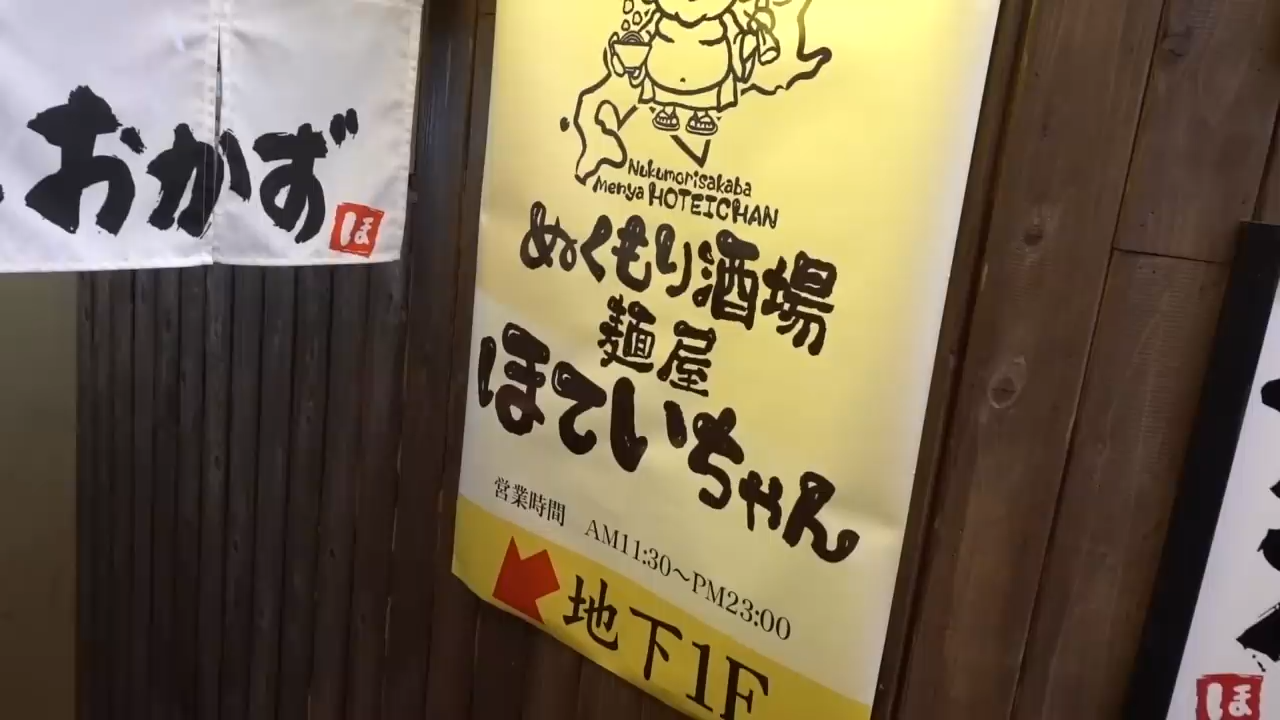 おかず
ほ
Nukumorisakaba
Menya HOTEICHAN
ぬくもり酒場
麺屋
ほていちゃん
営業時間 AM11:30～PM23:00
地下1F
ほ